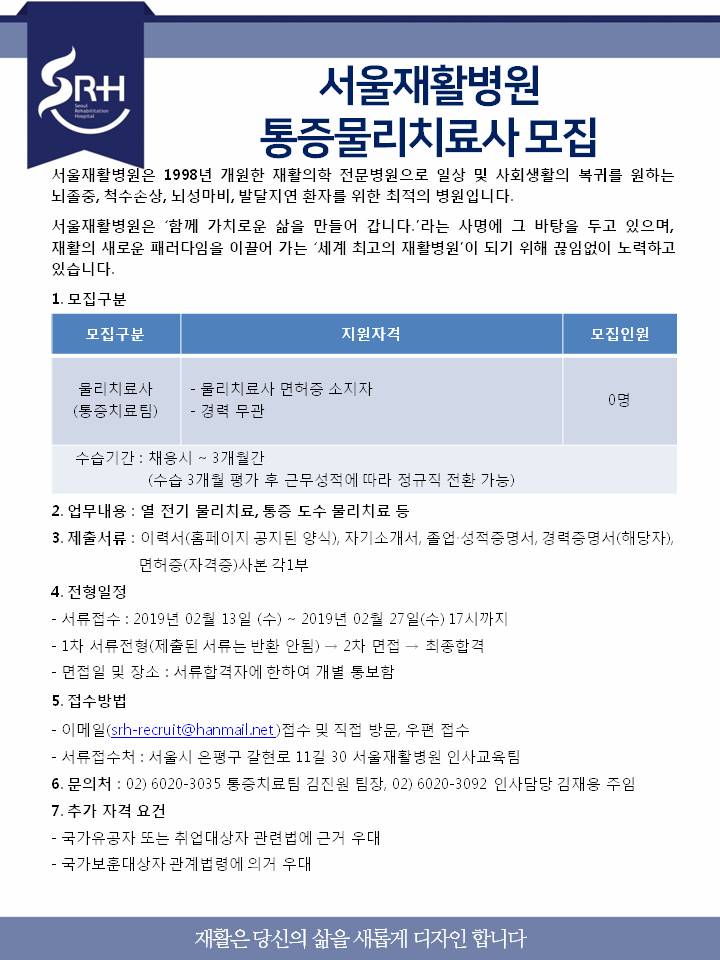 SRH
Seoul
Rehabilitation
Hospital
서울재활병원
통증물리치료사 모집
서울재활병원은 1998년 개원한 재활의학 전문병원으로 일상 및 사회생활의 복귀를 원하는
뇌졸중, 척수손상, 뇌성마비, 발달지연 환자를 위한 최적의 병원입니다.
서울재활병원은 ‘함께 가치로운 삶을 만들어 갑니다.’라는 사명에 그 바탕을 두고 있으며,
재활의 새로운 패러다임을 이끌어 가는 ‘세계 최고의 재활병원’이 되기 위해 끊임없이 노력하고
있습니다.
1. 모집구분
모집구분 지원자격 모집인원
물리치료사
(통증치료팀)
- 물리치료사 면허증 소지자
- 경력 무관
0명
수습기간 : 채용시 ~ 3개월간
(수습 3개월 평가 후 근무성적에 따라 정규직 전환 가능)
2. 업무내용 : 열 전기 물리치료, 통증 도수 물리치료 등
3. 제출서류 : 이력서(홈페이지 공지된 양식), 자기소개서, 졸업·성적증명서, 경력증명서(해당자),
면허증(자격증)사본 각1부
4. 전형일정
- 서류접수 : 2019년 02월 13일 (수) ~ 2019년 02월 27일(수) 17시까지
- 1차 서류전형(제출된 서류는 반환 안됨) → 2차 면접 → 최종합격
- 면접일 및 장소 : 서류합격자에 한하여 개별 통보함
5. 접수방법
- 이메일(srh-recruit@hanmail.net )접수 및 직접 방문, 우편 접수
- 서류접수처 : 서울시 은평구 갈현로 11길 30 서울재활병원 인사교육팀
6. 문의처 : 02) 6020-3035 통증치료팀 김진원 팀장, 02) 6020-3092 인사담당 김재용 주임
7. 추가 자격 요건
- 국가유공자 또는 취업대상자 관련법에 근거 우대
- 국가보훈대상자 관계법령에 의거 우대
재활은 당신의 삶을 새롭게 디자인 합니다